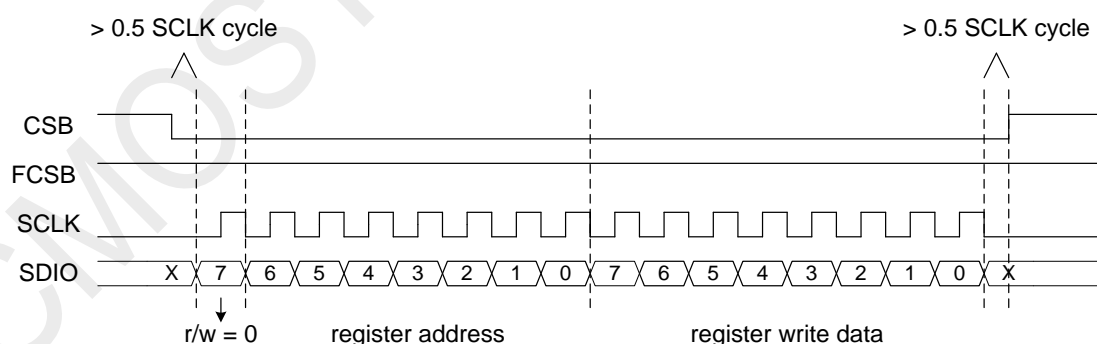 > 0.5 SCLK cycle > 0.5 SCLK cycle
CSB
FCSB
SCLK
SDIO X 7 6 5 4 3 2 1 0 7 6 5 4 3 2 1 0 X
r/w = 0 register address register write data
CMOST